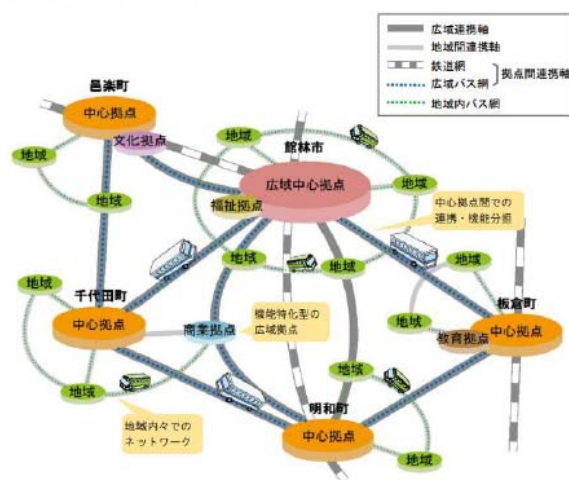 広域連携軸
地域間連携軸
鉄道網
広域バス網
拠点間連携軸
地域内バス網
邑楽町
中心拠点
文化拠点
地域
地域
地域
館林市
広域中心拠点
福祉拠点
地域
地域
地域
中心拠点間での
連携・機能分担
千代田町
地域
中心拠点
地域
商業拠点
機能特化型の
広域拠点
板倉町
地域
地域
中心拠点
教育拠点
地域内々での
ネットワーク
明和町
地域
中心拠点
地域